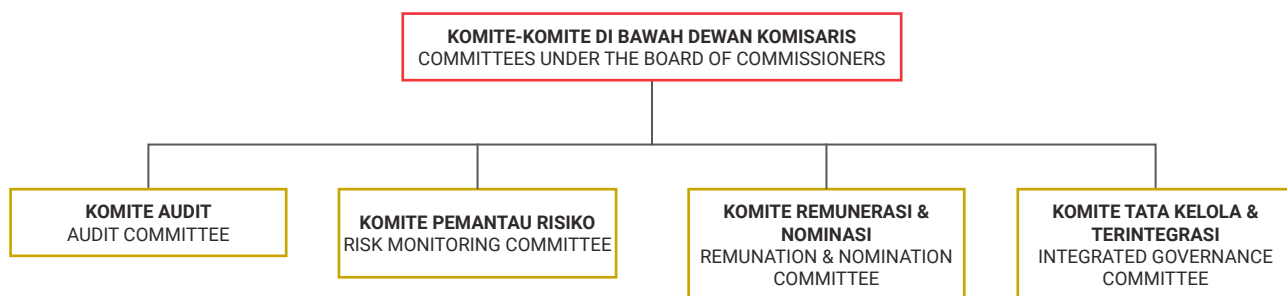 KOMITE-KOMITE DI BAWAH DEWAN KOMISARIS
COMMITTEES UNDER THE BOARD OF COMMISSIONERS
KOMITE AUDIT
AUDIT COMMITTEE
KOMITE PEMANTAU RISIKO
RISK MONITORING COMMITTEE
KOMITE REMUNERASI &
NOMINASI
REMUNATION & NOMINATION
COMMITTEE
KOMITE TATA KELOLA &
TERINTEGRASI
INTEGRATED GOVERNANCE
COMMITTEE